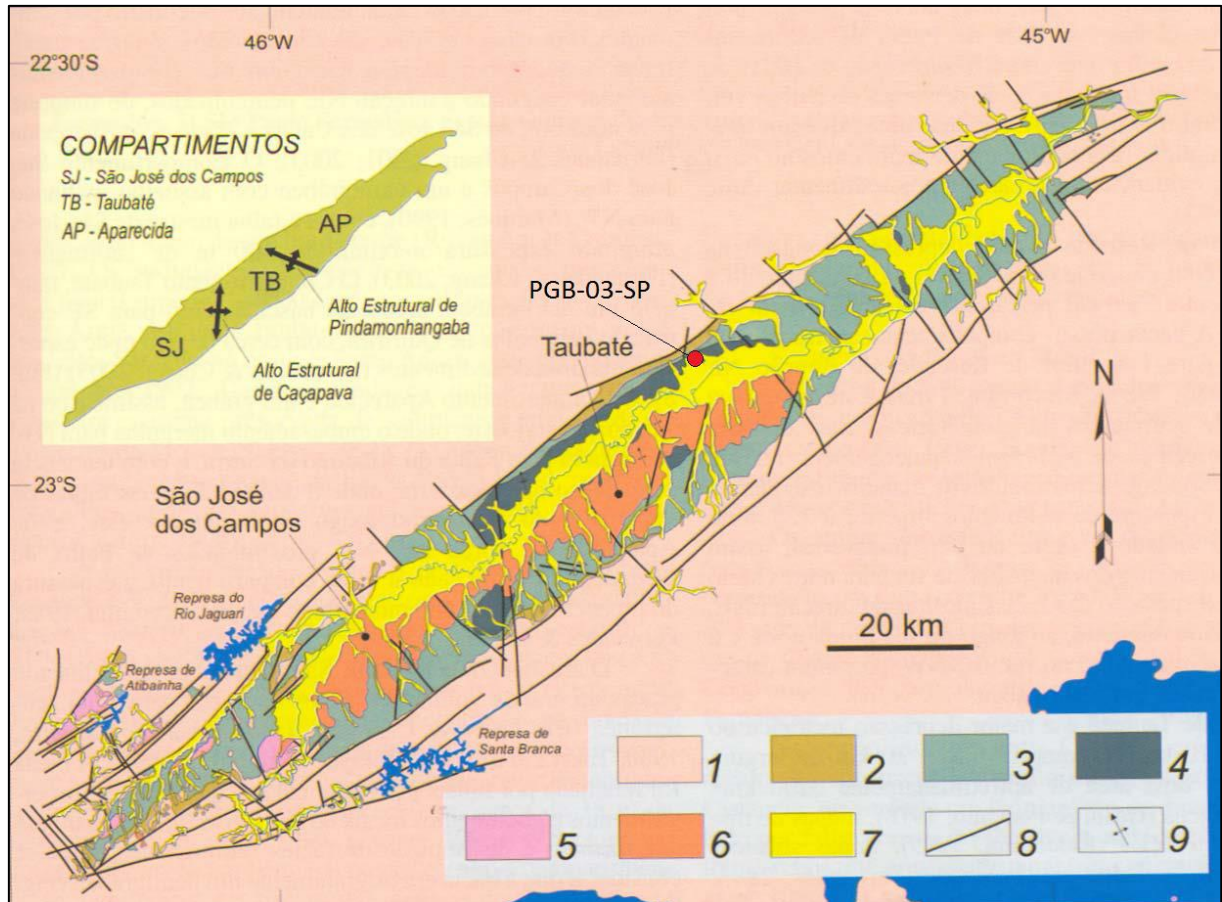 46°W
45°W
22°30'S
COMPARTIMENTOS
SJ - São José dos Campos
TB - Taubaté
AP - Aparecida
AP
TB
SJ
Alto Estrutural de
Pindamonhangaba
Alto Estrutural
de Caçapava
PGB-03-SP
Taubaté
N
23°S
São José
dos Campos
20 km
Represa do
Rio Jaguari
Represa de
Atibainha
Represa de
Santa Branca
1
2
3
4
5
6
7
8
9